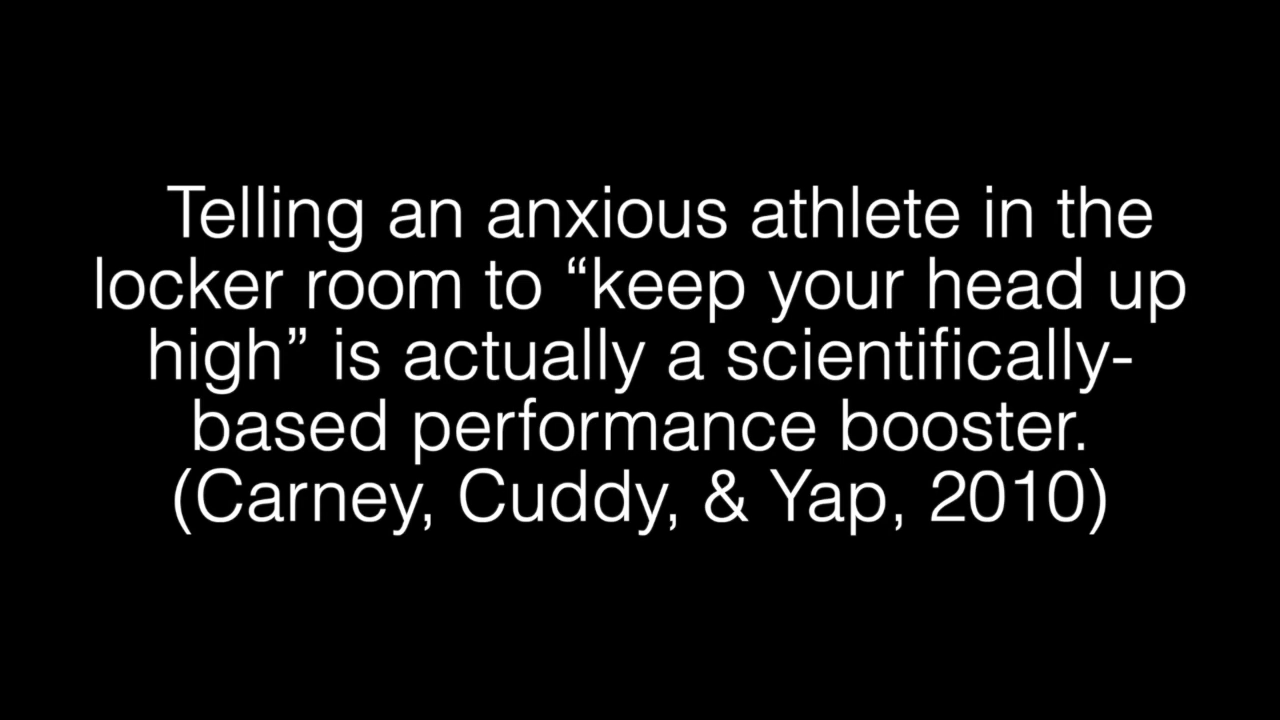 Telling an anxious athlete in the
locker room to “keep your head up
high” is actually a scientifically-
based performance booster.
(Carney, Cuddy, & Yap, 2010)